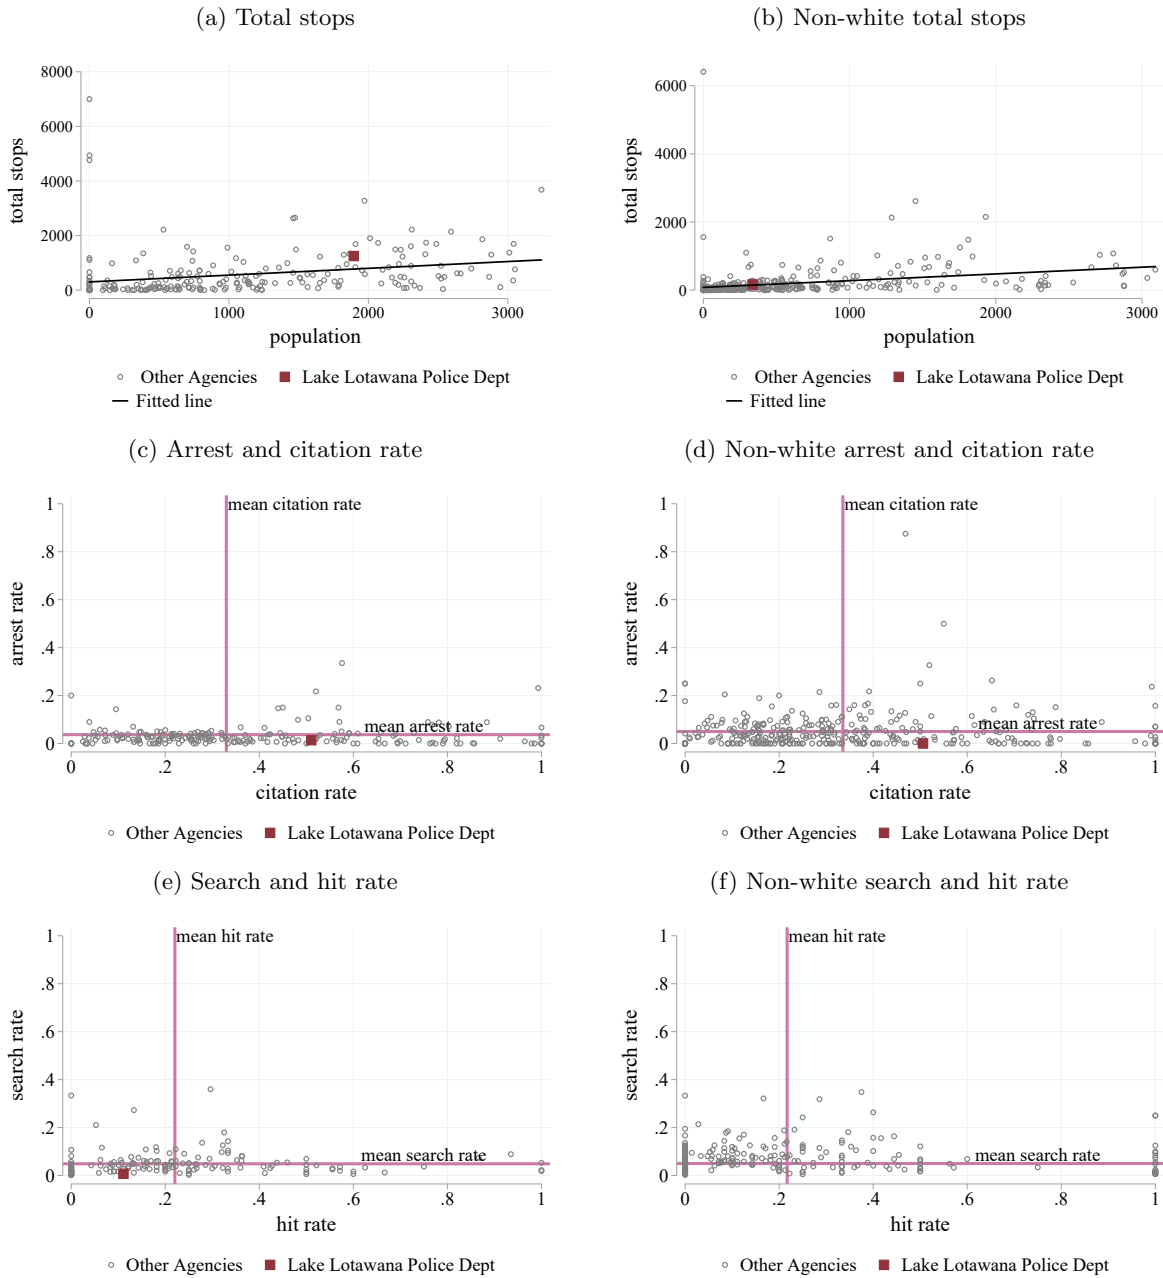 (a) Total stops
total stops
8000
6000
4000
2000
0
0 1000 2000 3000
population
Other Agencies Lake Lotawana Police Dept
Fitted line
(b) Non-white total stops
total stops
6000
4000
2000
0
0 1000 2000 3000
population
Other Agencies Lake Lotawana Police Dept
Fitted line
(c) Arrest and citation rate
arrest rate
1
.8
.6
.4
.2
0
mean citation rate
mean arrest rate
0 .2 .4 .6 .8 1
citation rate
Other Agencies Lake Lotawana Police Dept
(d) Non-white arrest and citation rate
arrest rate
1
.8
.6
.4
.2
0
mean citation rate
mean arrest rate
0 .2 .4 .6 .8 1
citation rate
Other Agencies Lake Lotawana Police Dept
(e) Search and hit rate
search rate
1
.8
.6
.4
.2
0
mean hit rate
mean search rate
0 .2 .4 .6 .8 1
hit rate
Other Agencies Lake Lotawana Police Dept
(f) Non-white search and hit rate
search rate
1
.8
.6
.4
.2
0
mean hit rate
mean search rate
0 .2 .4 .6 .8 1
hit rate
Other Agencies Lake Lotawana Police Dept